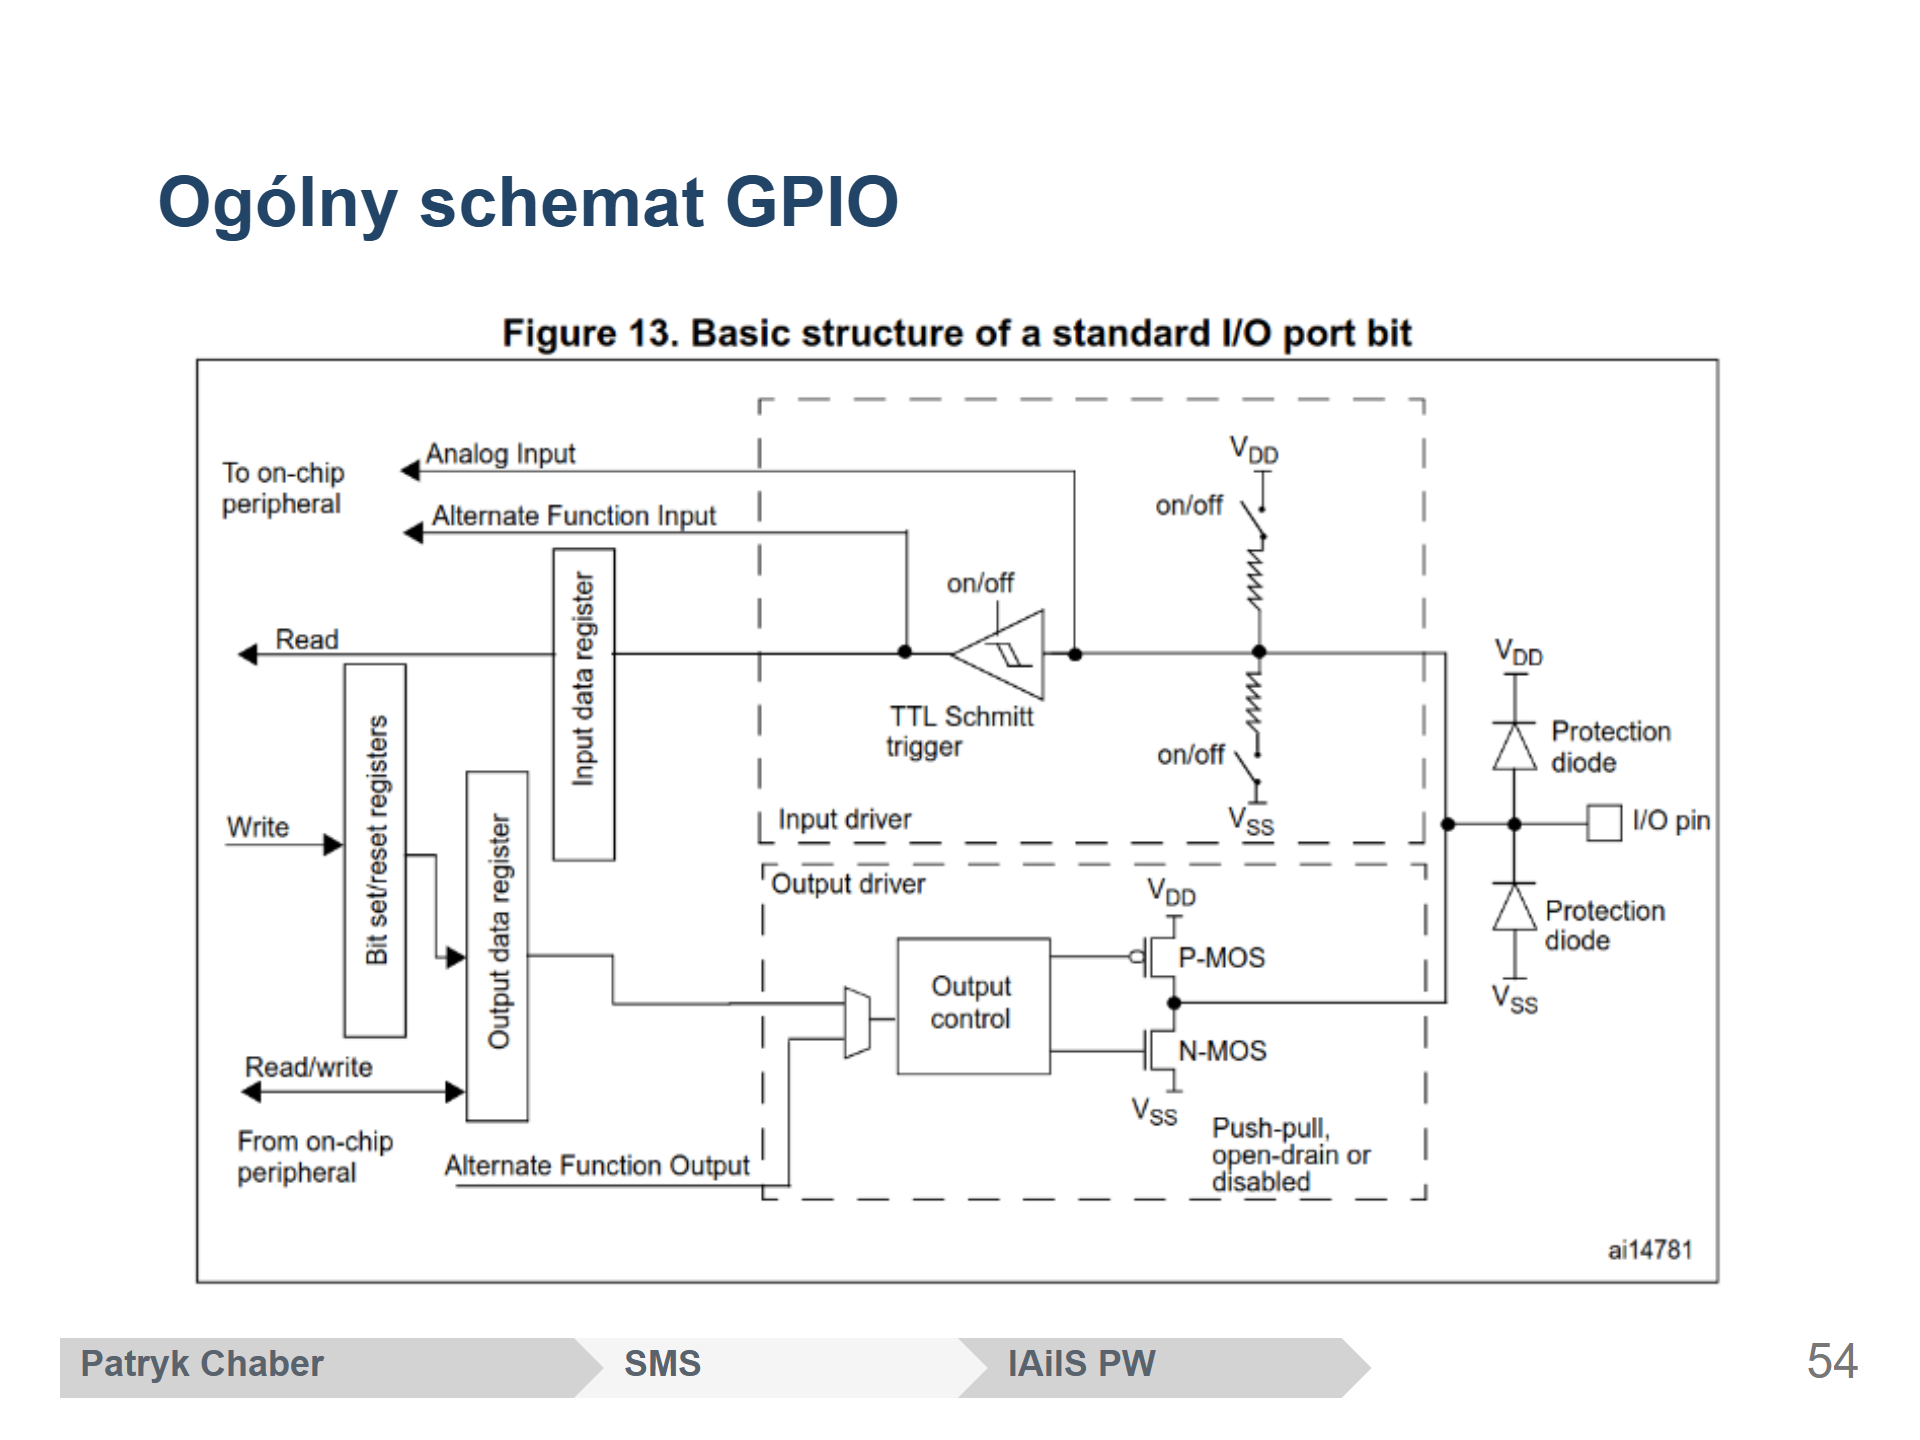 Ogólny schemat GPIO
Figure 13. Basic structure of a standard I/O port bit
Analog Input
To on-chip
peripheral
Alternate Function Input
on/off
VDD
on/off
Read
Input data register
TTL Schmitt
trigger
on/off
VSS
Input driver
VDD
Protection
diode
I/O pin
Protection
diode
VSS
Write
Bit set/reset registers
Output data register
Output driver
VDD
P-MOS
Output
control
N-MOS
VSS
Read/write
From on-chip
peripheral
Alternate Function Output
Push-pull,
open-drain or
disabled
ai14781
Patryk Chaber
SMS
IAiIS PW
54